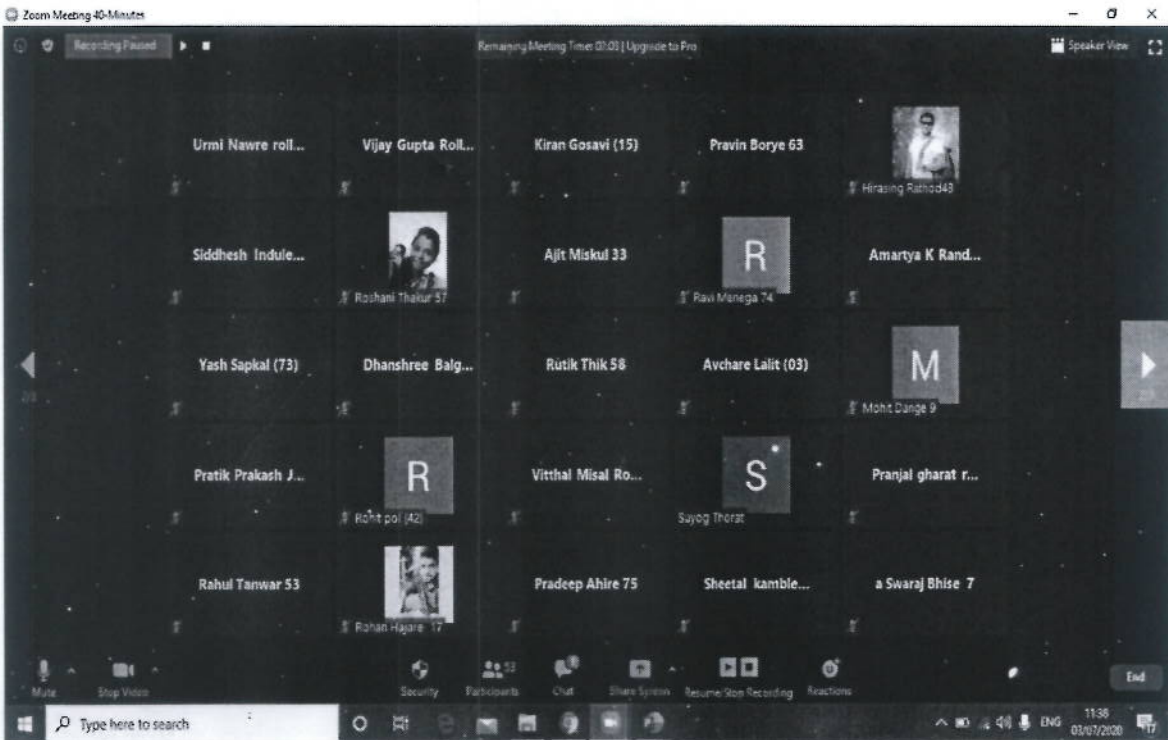 Zoom Meeting 40-Minutes
Recording Paused
Remaining Meeting Time: 02:03 | Upgrade to Pro
Speaker View
Urmi Nawre roll...
Vijay Gupta Roll...
Kiran Gosavi (15)
Pravin Borye 63
Hirasing Rathod48
Siddhesh Indule...
Roshani Thakur 57
Ajit Miskul 33
R
Ravi Menega 74
Amartya K Rand...
Yash Sapkal (73)
Dhanshree Balg...
Rutik Thik 58
Avchare Lalit (03)
M
Mohit Dange 9
Pratik Prakash J...
R
Rohit pol (42)
Vitthal Misal Ro...
S
Sayog Thorat
Pranjal gharat r...
Rahul Tanwar 53
Rohan Hajare 17
Pradeep Ahire 75
Sheetal kamble...
a Swaraj Bhise 7
Mute
Stop Video
Security
Participants
53
Chat
Share Screen
Resume/Stop Recording
Reactions
End
Type here to search
ENG
11:38
03/07/2020
17